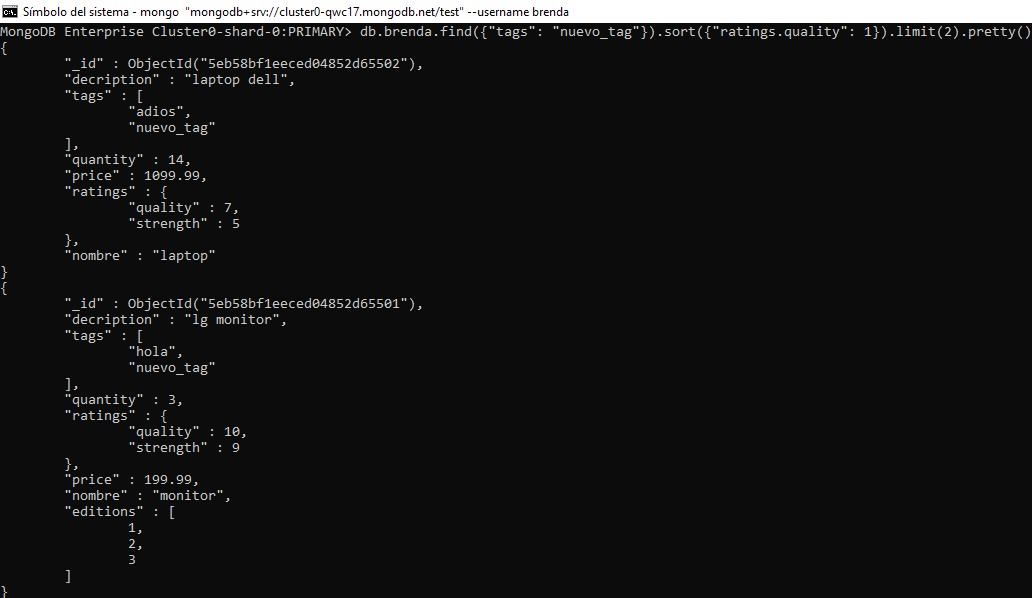 Símbolo del sistema - mongo "mongodb+srv://cluster0-qwc17.mongodb.net/test" --username brenda
MongoDB Enterprise Cluster0-shard-0:PRIMARY> db.brenda.find({"tags": "nuevo_tag"}).sort({"ratings.quality": 1}).limit(2).pretty()
{
        "_id" : ObjectId("5eb58bf1eeced04852d65502"),
        "decription" : "laptop dell",
        "tags" : [
                "adios",
                "nuevo_tag"
        ],
        "quantity" : 14,
        "price" : 1099.99,
        "ratings" : {
                "quality" : 7,
                "strength" : 5
        },
        "nombre" : "laptop"
}
{
        "_id" : ObjectId("5eb58bf1eeced04852d65501"),
        "decription" : "lg monitor",
        "tags" : [
                "hola",
                "nuevo_tag"
        ],
        "quantity" : 3,
        "ratings" : {
                "quality" : 10,
                "strength" : 9
        },
        "price" : 199.99,
        "nombre" : "monitor",
        "editions" : [
                1,
                2,
                3
        ]
}